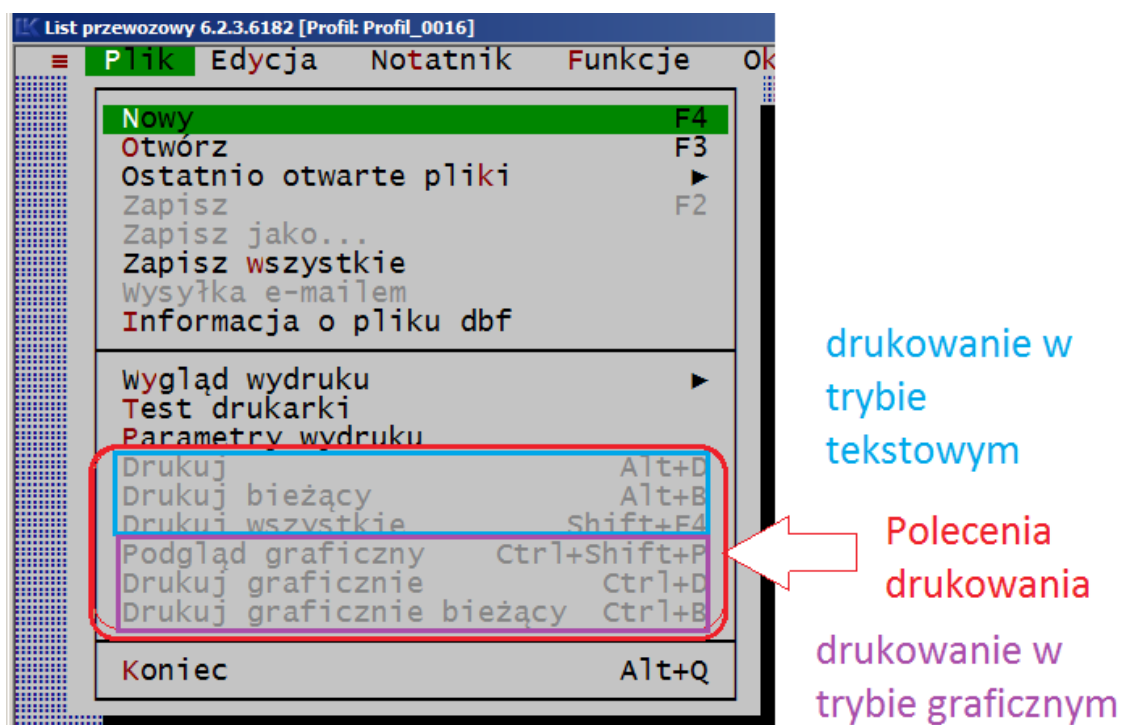 List przewozowy 6.2.3.6182 [Profil: Profil_0016]
≡ Plik Edycja Notatnik Funkcje Ok
Nowy F4
Otwórz F3
Ostatnio otwarte pliki ►
Zapisz F2
Zapisz jako...
Zapisz wszystkie
Wysyłka e-mailem
Informacja o pliku dbf
Wygląd wydruku ►
Test drukarki
Parametry wydruku
Drukuj Alt+D
Drukuj bieżący Alt+B
Drukuj wszystkie Shift+F4
Podgląd graficzny Ctrl+Shift+P
Drukuj graficznie Ctrl+D
Drukuj graficznie bieżący Ctrl+B
Koniec Alt+Q
drukowanie w
trybie
tekstowym
Polecenia
drukowania
drukowanie w
trybie graficznym